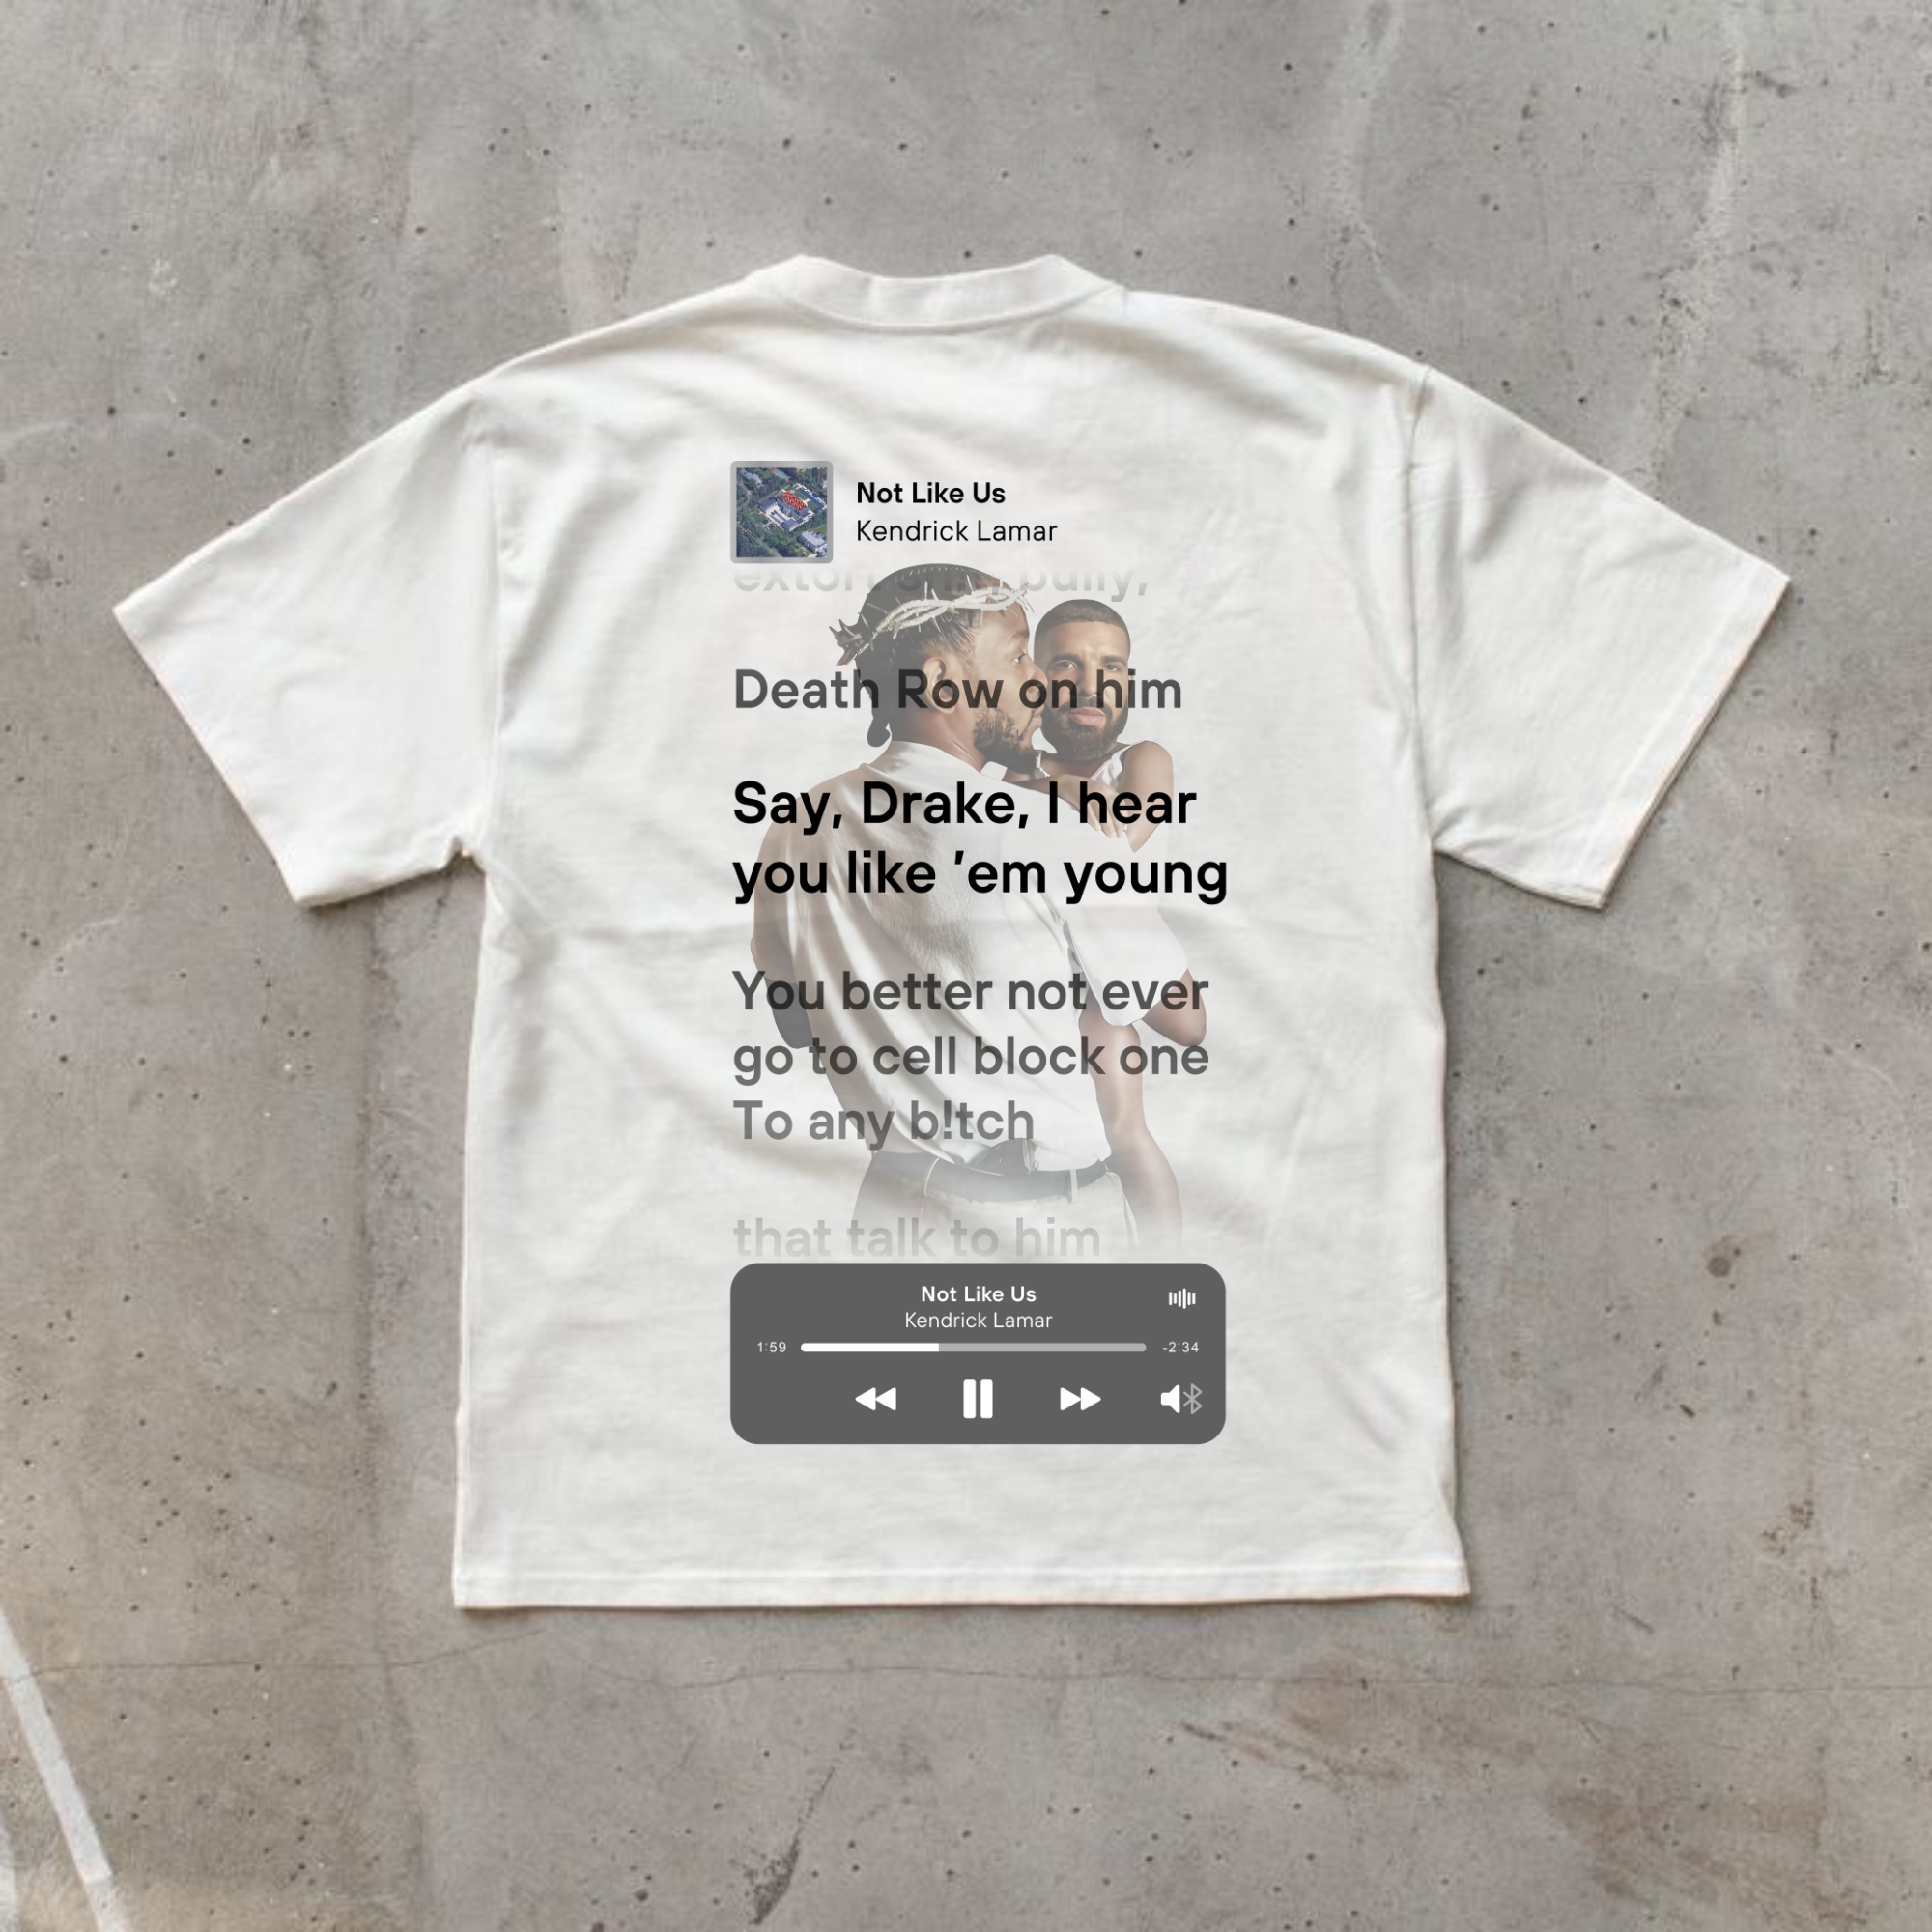 Not Like Us
Kendrick Lamar
bully,
Death Row on him
Say, Drake, I hear
you like ’em young
You better not ever
go to cell block one
To any b!tch
that talk to him
Not Like Us
Kendrick Lamar
1:59
-2:34